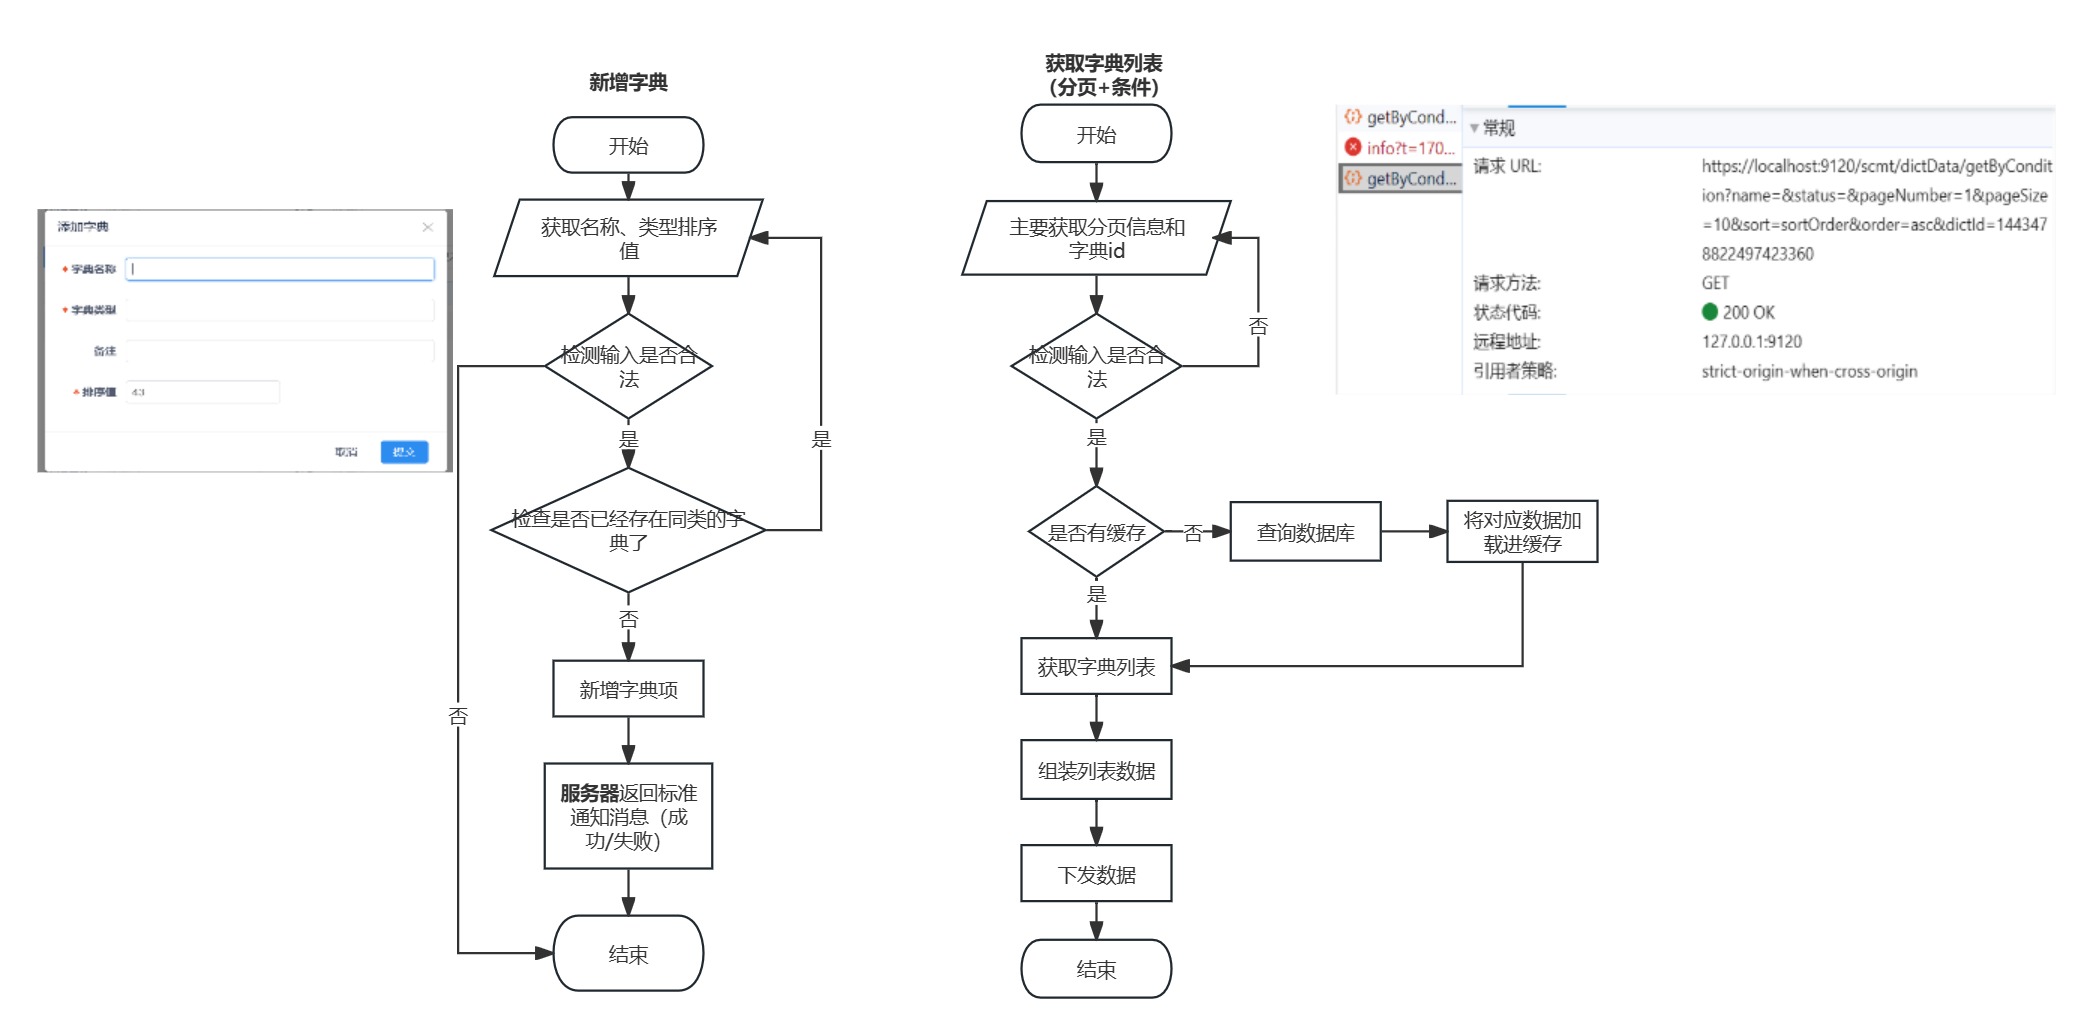 添加字典
字典名称
字典类型
备注
排序值
43
取消
提交
新增字典
开始
获取名称、类型排序
值
检测输入是否合
法
是
是
检查是否已经存在同类的字
典了
否
新增字典项
否
服务器返回标准
通知消息（成
功/失败）
结束
获取字典列表
（分页+条件）
开始
主要获取分页信息和
字典id
否
检测输入是否合
法
是
是否有缓存
否
查询数据库
将对应数据加
载进缓存
是
获取字典列表
组装列表数据
下发数据
结束
getByCond...
info?t=170...
getByCond...
常规
请求 URL:
https://localhost:9120/scmt/dictData/getByCondit
ion?name=&status=&pageNumber=1&pageSize
=10&sort=sortOrder&order=asc&dictId=144347
8822497423360
请求方法:
GET
状态代码:
200 OK
远程地址:
127.0.0.1:9120
引用者策略:
strict-origin-when-cross-origin